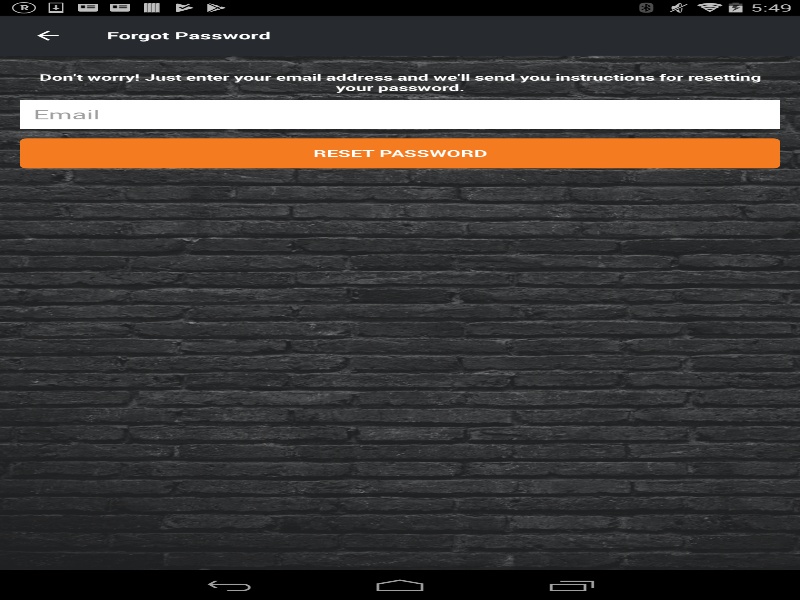 R
5:49
Forgot Password
Don't worry! Just enter your email address and we'll send you instructions for resetting
your password.
Email
RESET PASSWORD